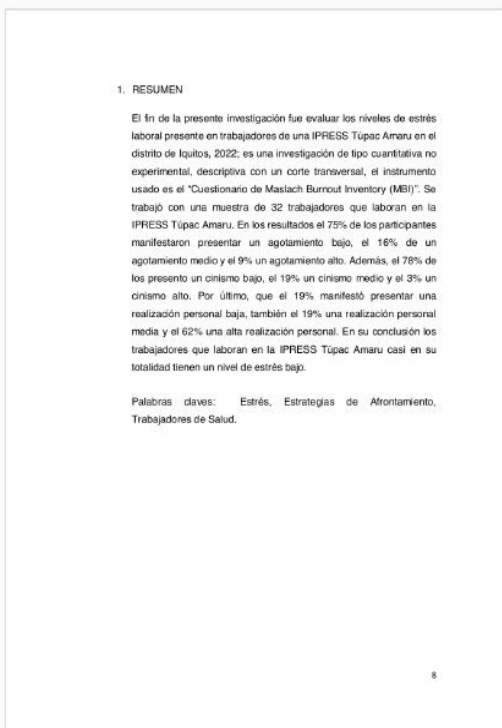 1. RESUMEN
El fin de la presente investigación fue evaluar los niveles de estrés
laboral presente en trabajadores de una IPRESS Túpac Amaru en el
distrito de Iquitos, 2022; es una investigación de tipo cuantitativa no
experimental, descriptiva con un corte transversal, el instrumento
usado es el “Cuestionario de Maslach Burnout Inventory (MBI)”. Se
trabajó con una muestra de 32 trabajadores que laboran en la
IPRESS Túpac Amaru. En los resultados el 75% de los participantes
manifestaron presentar un agotamiento bajo, el 16% de un
agotamiento medio y el 9% un agotamiento alto. Además, el 78% de
los presento un cinismo bajo, el 19% un cinismo medio y el 3% un
cinismo alto. Por último, que el 19% manifestó presentar una
realización personal baja, también el 19% una realización personal
media y el 62% una alta realización personal. En su conclusión los
trabajadores que laboran en la IPRESS Túpac Amaru casi en su
totalidad tienen un nivel de estrés bajo.
Palabras claves: Estrés, Estrategias de Afrontamiento,
Trabajadores de Salud.
8